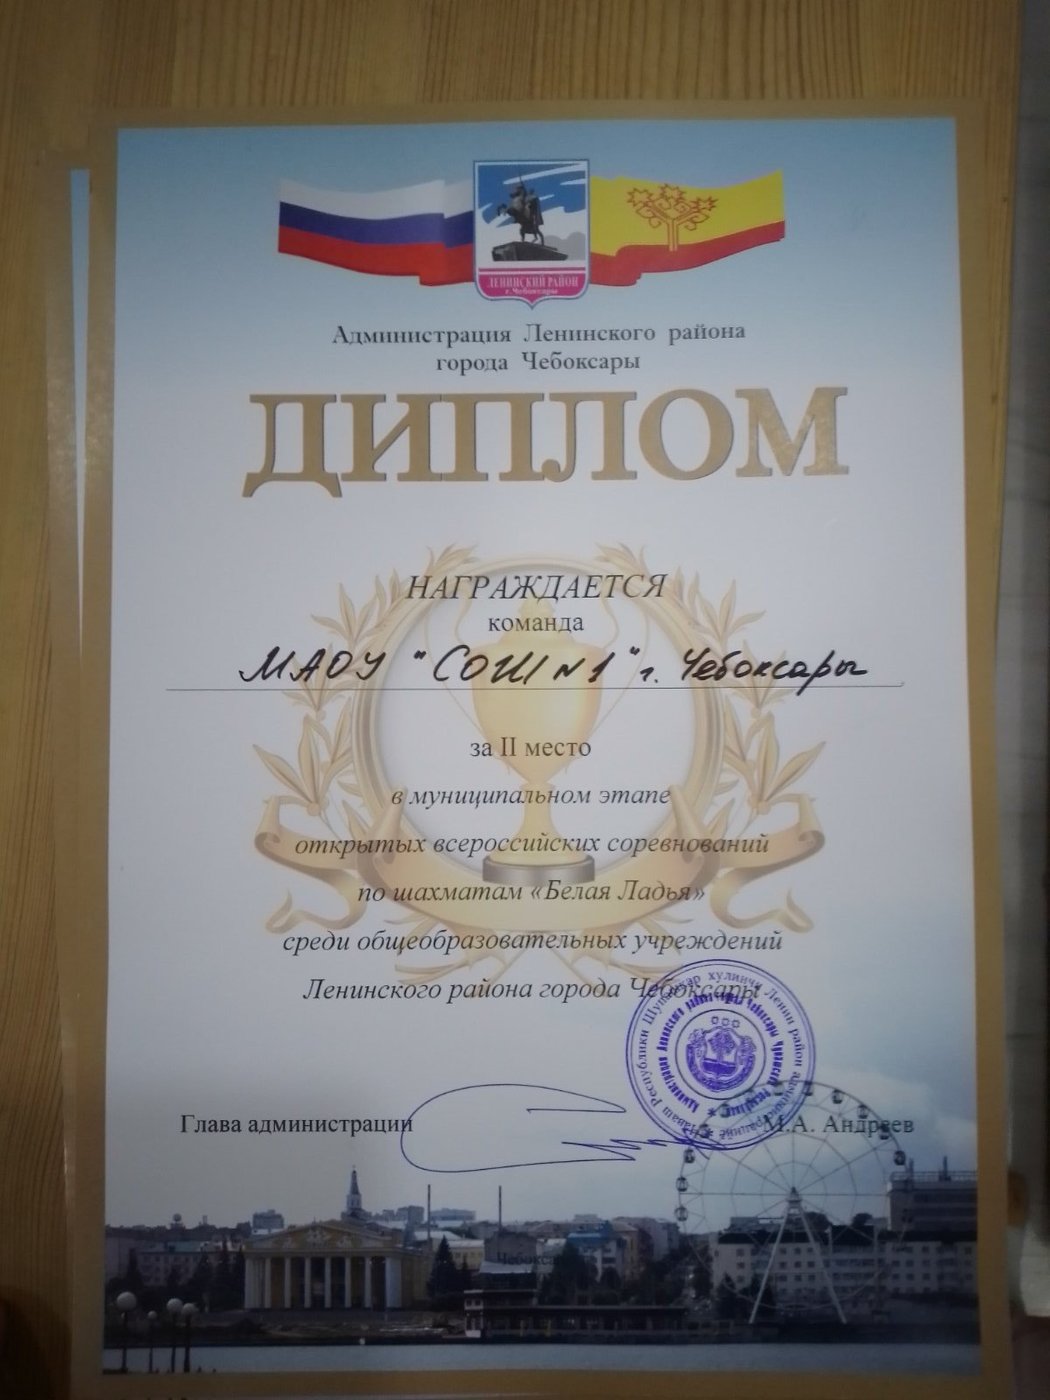 ЛЕНИНСКИЙ РАЙОН
г. Чебоксары
Администрация Ленинского района
города Чебоксары
ДИПЛОМ
НАГРАЖДАЕТСЯ
команда
МАОУ "СОШ №1" г. Чебоксары
за II место
в муниципальном этапе
открытых всероссийских соревнований
по шахматам «Белая Ладья»
среди общеобразовательных учреждений
Ленинского района города Чебоксары
Глава администрации М.А. Андреев